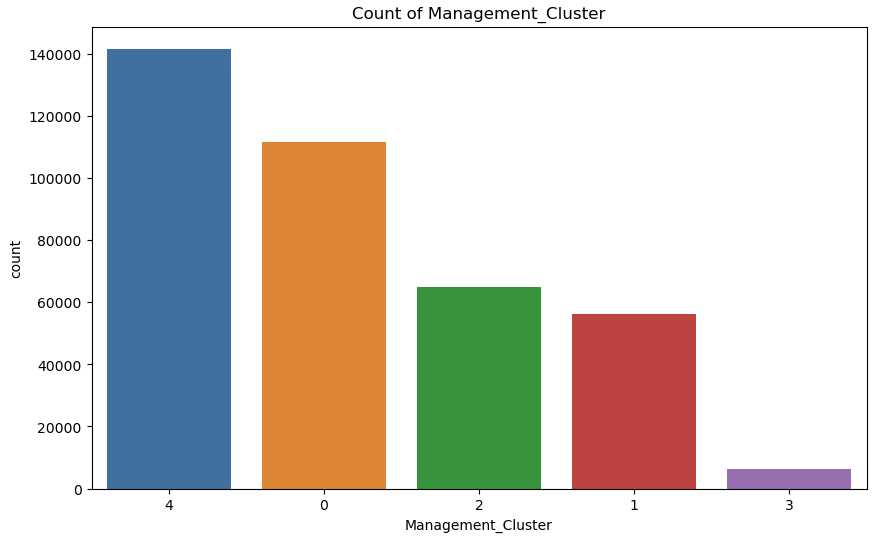 Count of Management_Cluster
140000
120000
100000
80000
60000
40000
20000
0
count
4 0 2 1 3
Management_Cluster